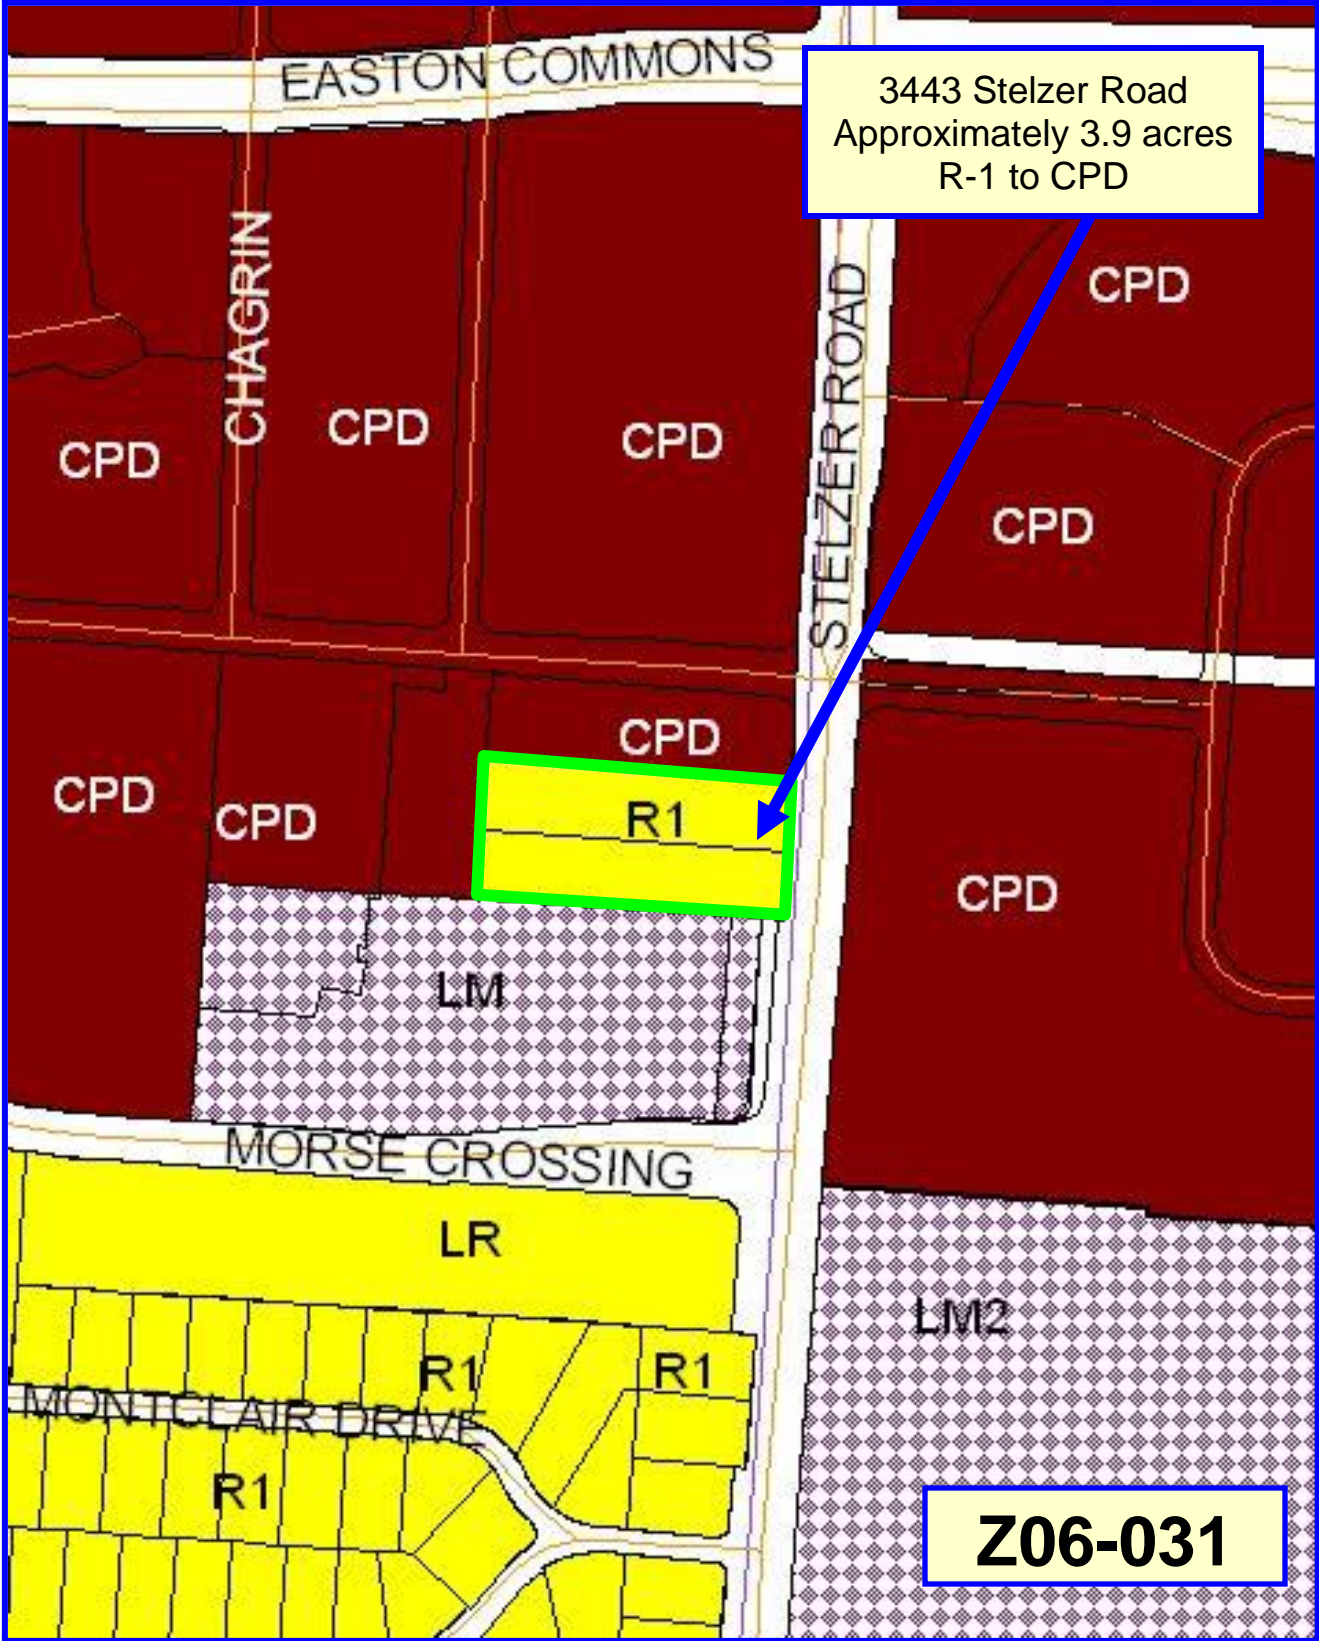 EASTON COMMONS
3443 Stelzer Road
Approximately 3.9 acres
R-1 to CPD
CHAGRIN
STELZER ROAD
CPD
CPD
CPD
CPD
CPD
CPD
CPD
R1
CPD
CPD
CPD
LM
MORSE CROSSING
LR
LM2
R1
R1
MONTCLAIR DRIVE
R1
Z06-031